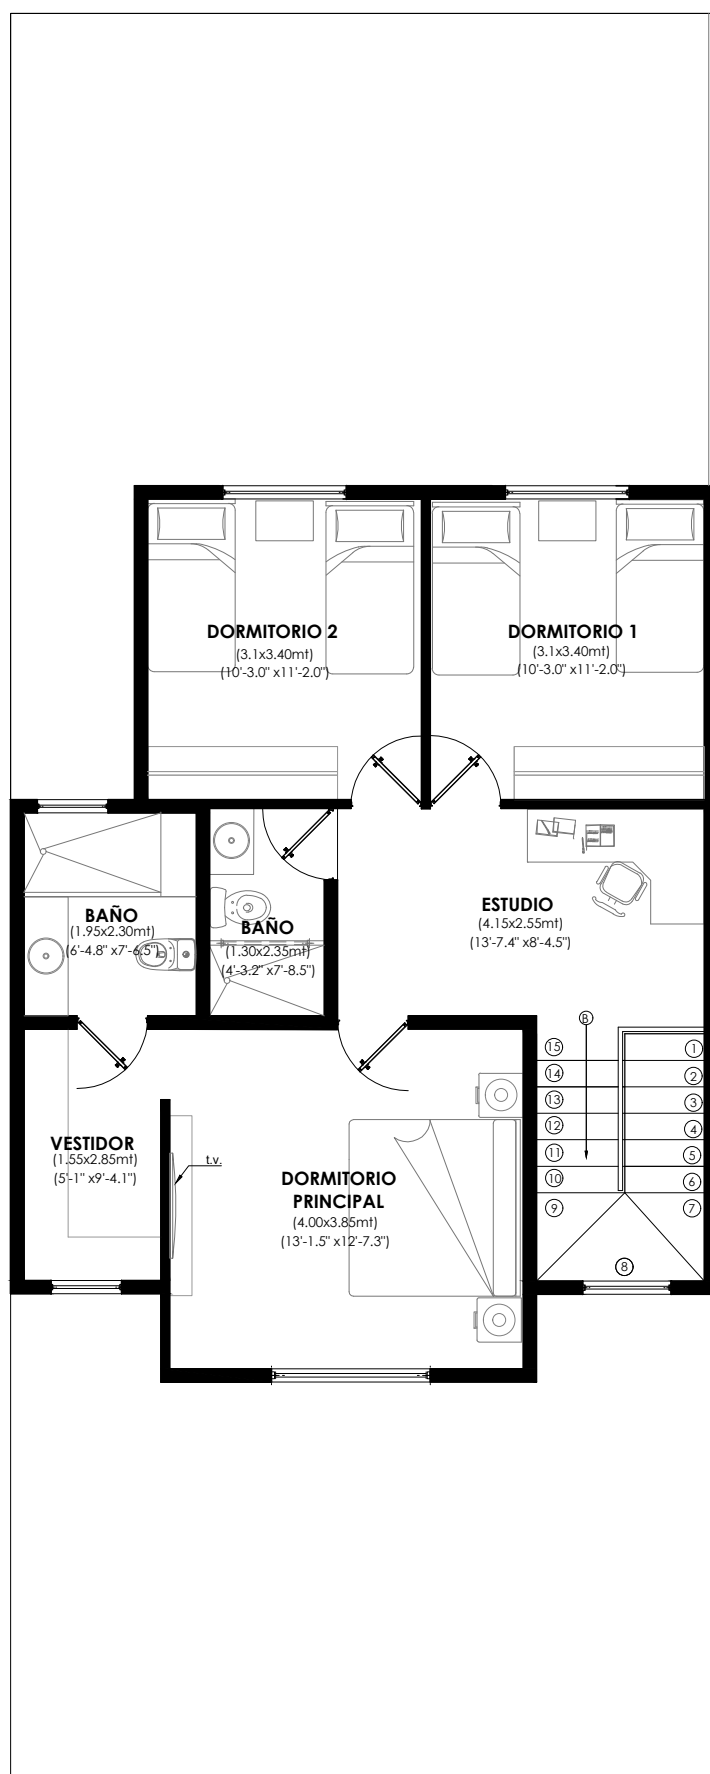 DORMITORIO 2
(3.1x3.40mt)
(10'-3.0" x11'-2.0")
DORMITORIO 1
(3.1x3.40mt)
(10'-3.0" x11'-2.0")
BAÑO
(1.95x2.30mt)
(6'-4.8" x7'-6.5")
BAÑO
(1.30x2.35mt)
(4'-3.2" x7'-8.5")
ESTUDIO
(4.15x2.55mt)
(13'-7.4" x8'-4.5")
B
15
14
13
12
11
10
9
8
1
2
3
4
5
6
7
VESTIDOR
(1.55x2.85mt)
(5'-1" x9'-4.1")
t.v.
DORMITORIO
PRINCIPAL
(4.00x3.85mt)
(13'-1.5" x12'-7.3")